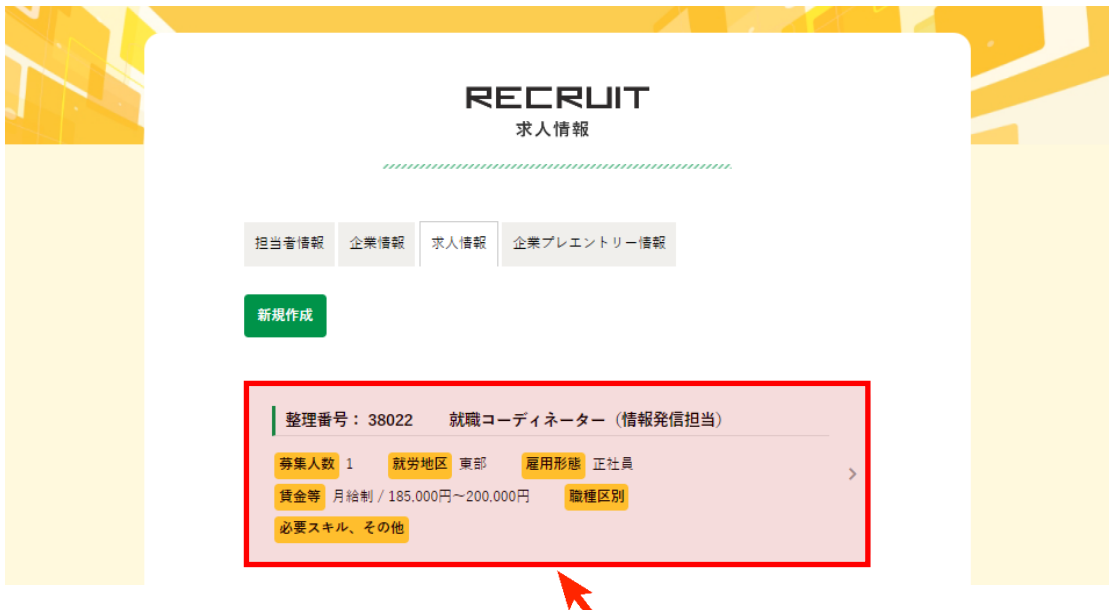 RECRUIT
求人情報
担当者情報 企業情報 求人情報 企業プレエントリー情報
新規作成
整理番号： 38022 就職コーディネーター（情報発信担当）
募集人数 1 就労地区 東部 雇用形態 正社員
賃金等 月給制 / 185,000円～200,000円 職種区別
必要スキル、その他